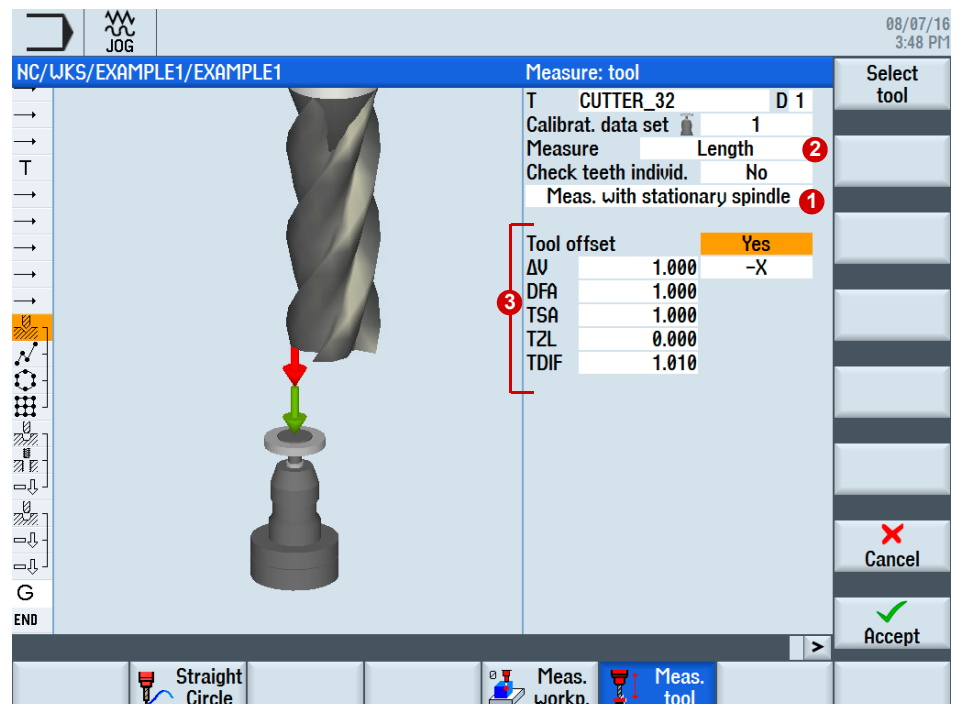 JOG
08/07/16
3:48 PM
NC/WKS/EXAMPLE1/EXAMPLE1
Measure: tool
Select
tool
T CUTTER_32 D 1
Calibrat. data set 1
Measure Length 2
Check teeth individ. No
Meas. with stationary spindle 1
Tool offset Yes
ΔV 1.000 -X
DFA 1.000
3
TSA 1.000
TZL 0.000
TDIF 1.010
T
G
END
Cancel
Accept
>
Straight
Circle
Meas.
workp.
Meas.
tool